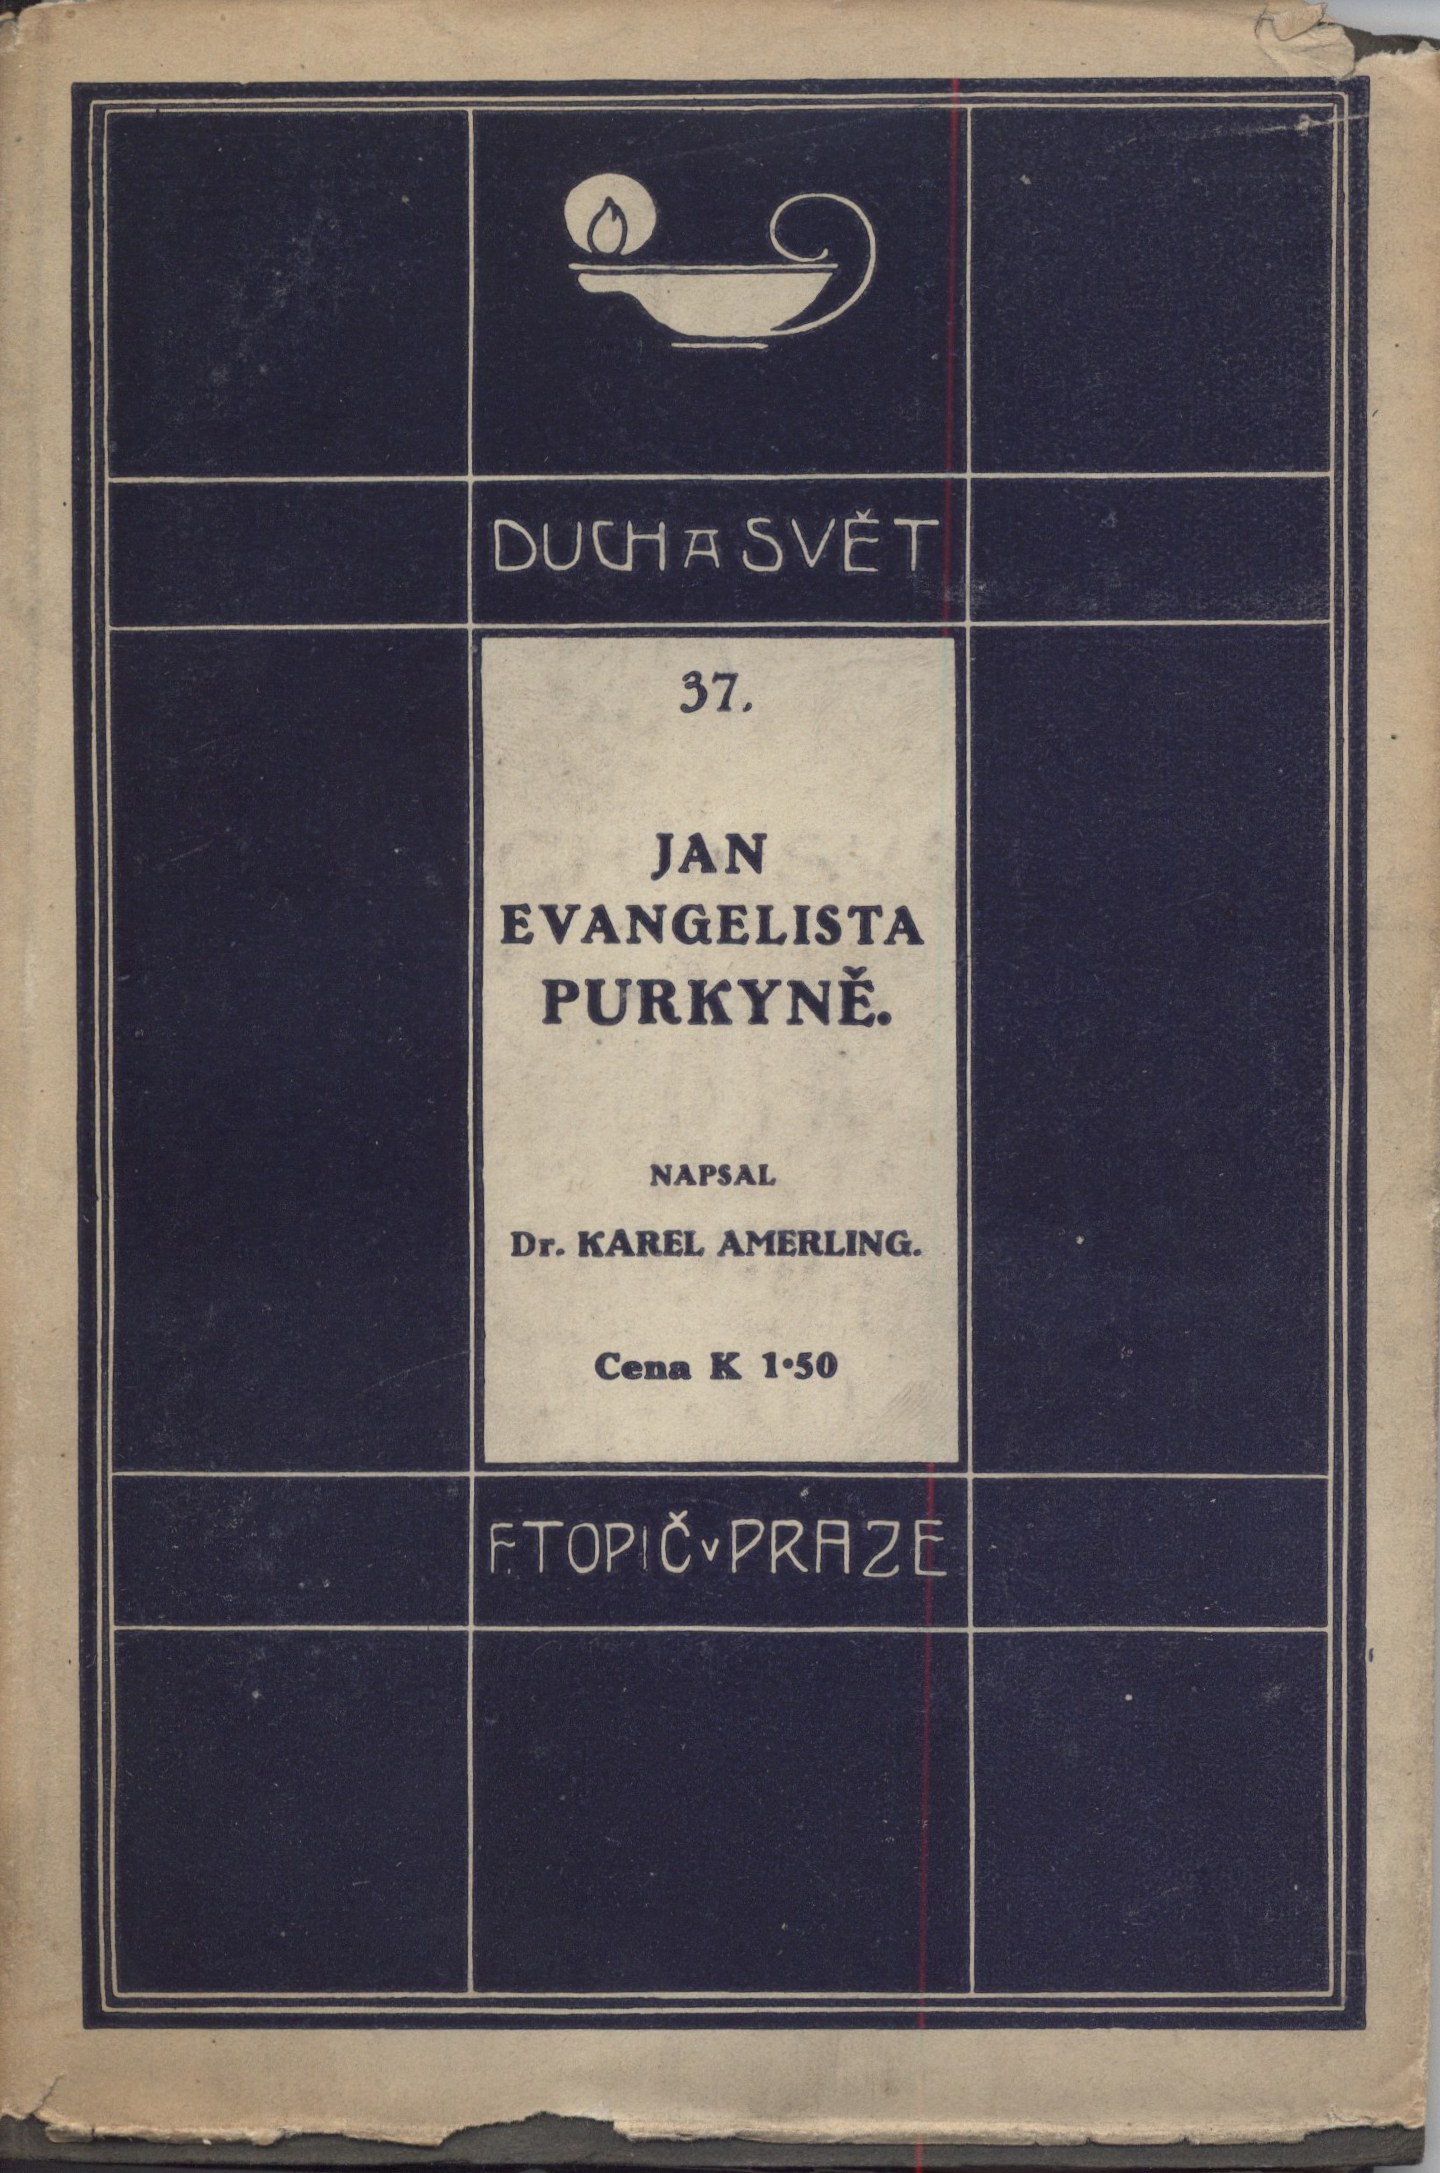 DUCH A SVĚT
37.
JAN
EVANGELISTA
PURKYNĚ.
NAPSAL
Dr. KAREL AMERLING.
Cena K 1·50
F. TOPIČ v PRAZE